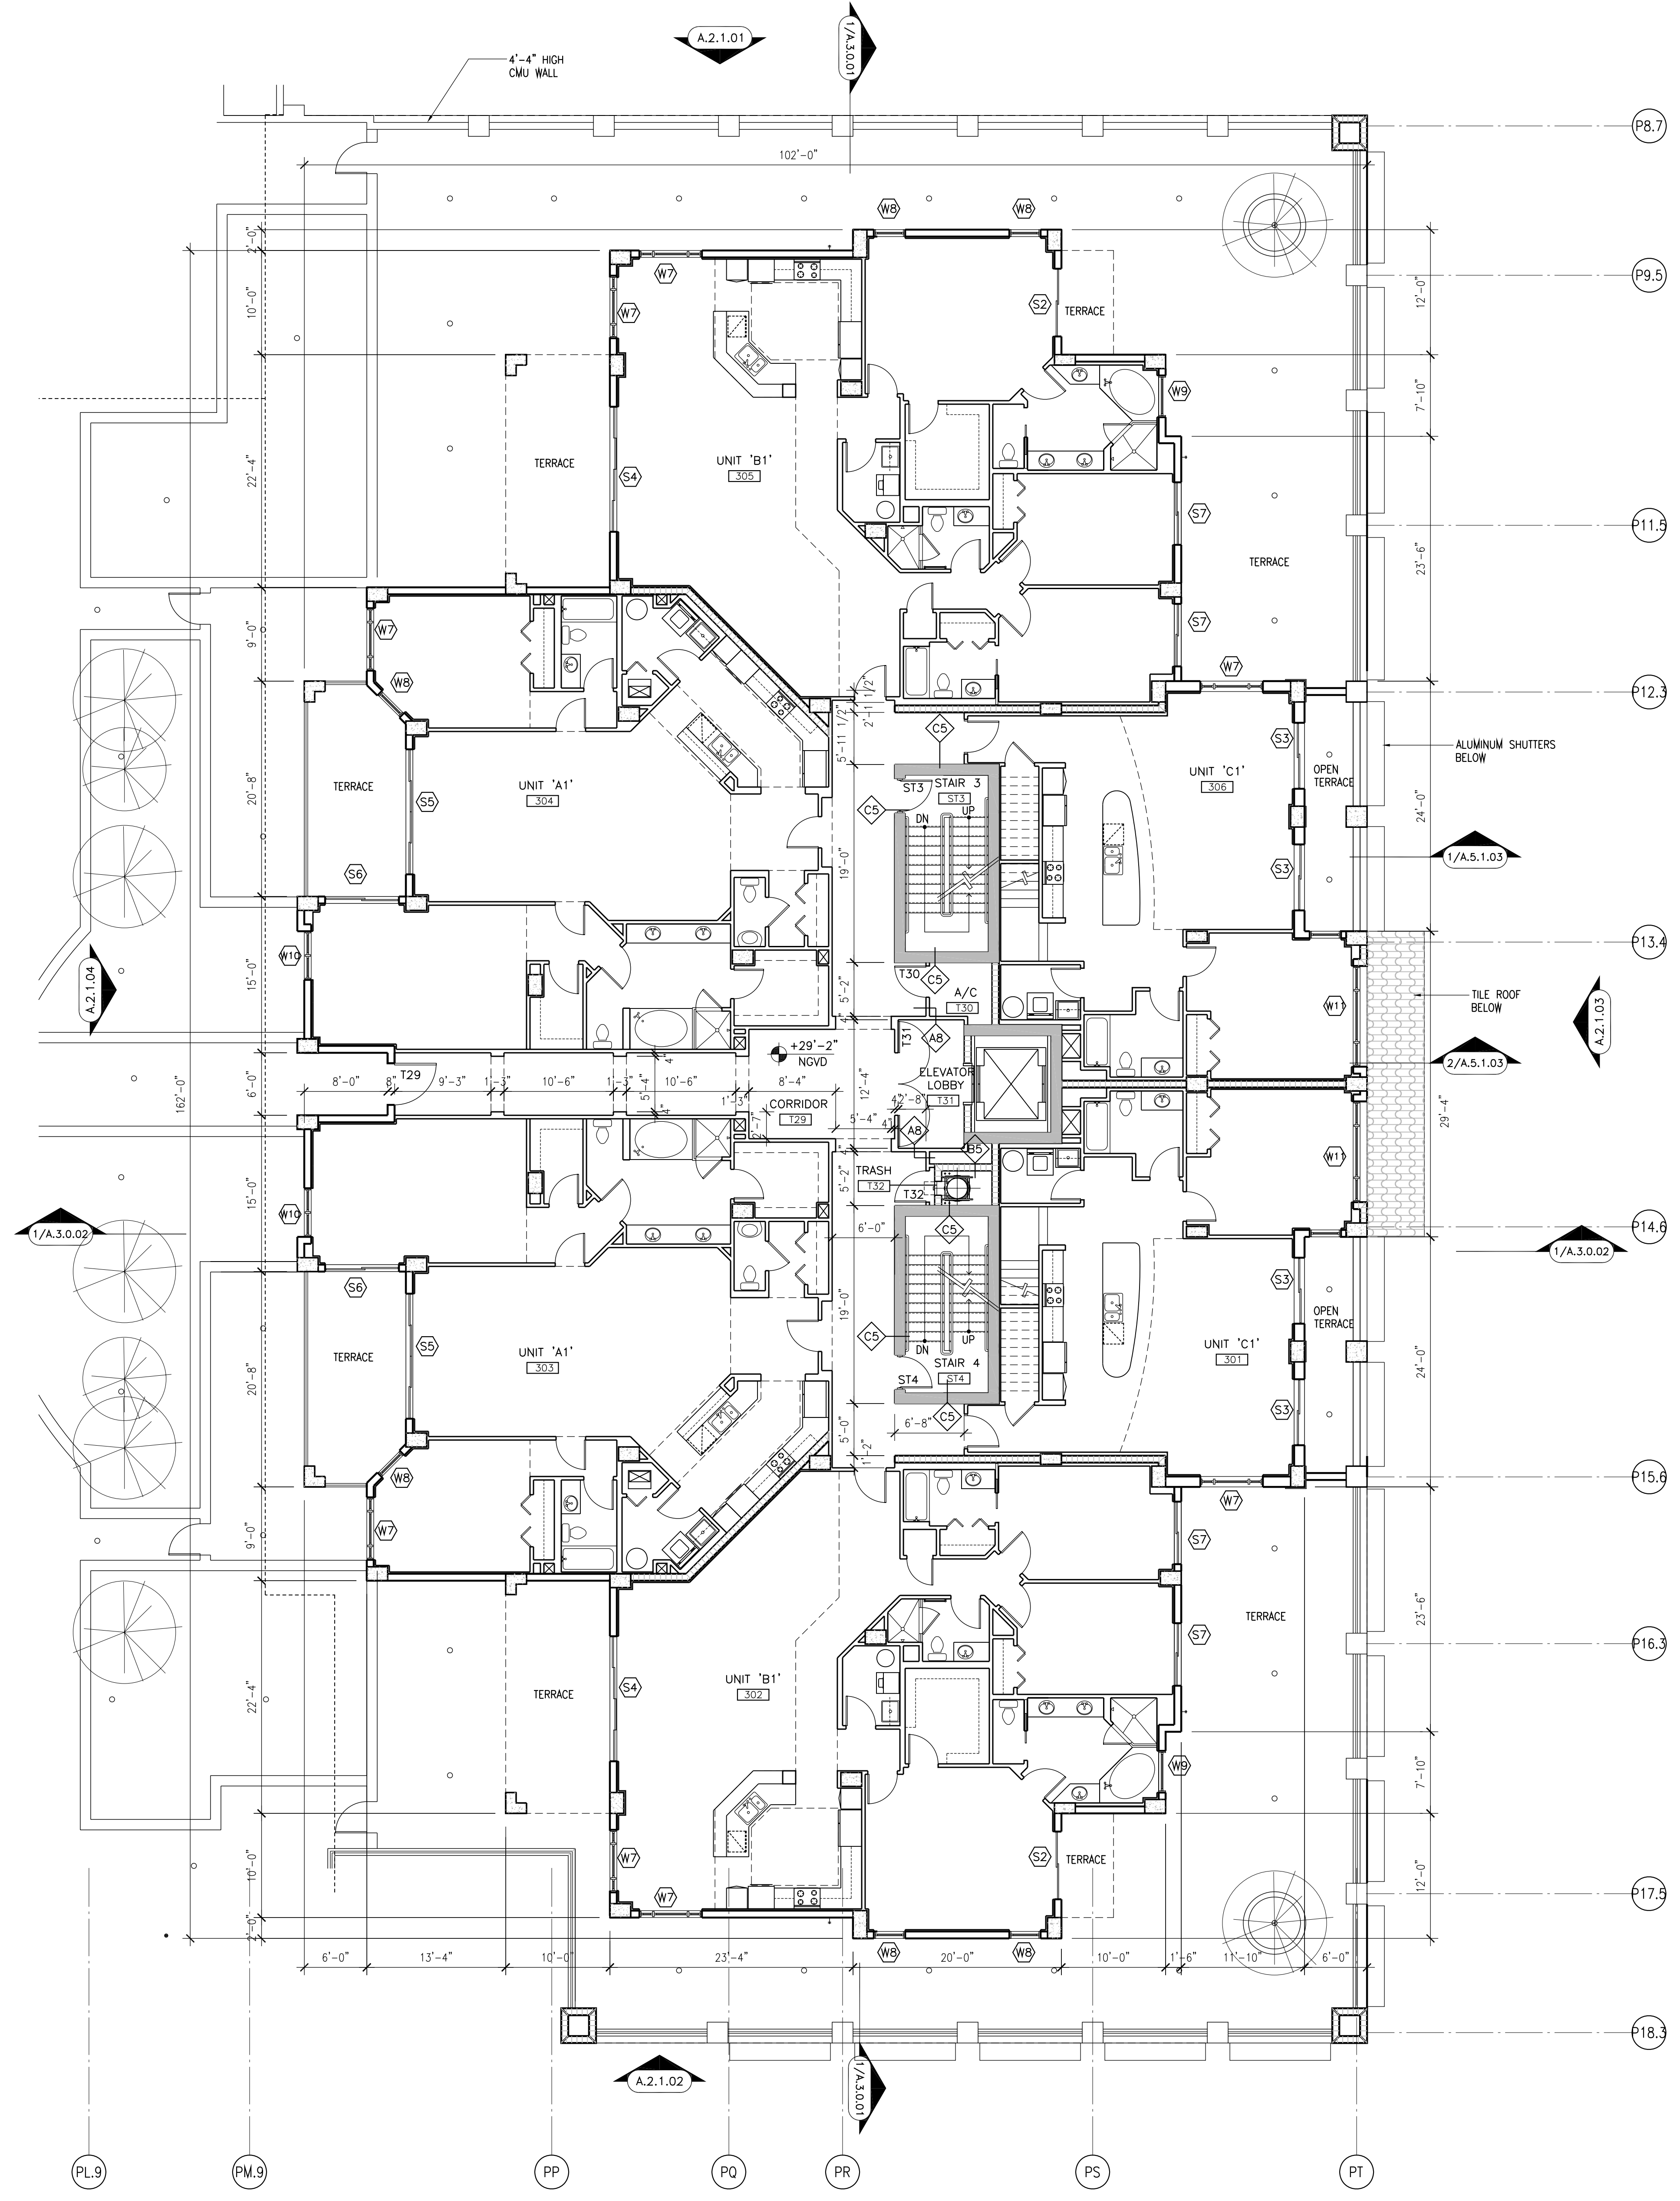 A.2.1.01
1/A.3.0.01
4'-4" HIGH
CMU WALL
P8.7
102'-0"
W8
W8
2'-0"
W7
P9.5
10'-0"
W7
S2
TERRACE
12'-0"
W9
7'-10"
22'-4"
TERRACE
UNIT 'B1'
305
S4
S7
P11.5
TERRACE
23'-6"
9'-0"
W7
S7
W8
W7
P12.3
2'-11 1/2"
5'-11 1/2"
C5
S3
ALUMINUM SHUTTERS
BELOW
20'-8"
TERRACE
S5
UNIT 'A1'
304
ST3
STAIR 3
ST3
C5
DN
UP
UNIT 'C1'
306
OPEN
TERRACE
24'-0"
19'-0"
S6
S3
1/A.5.1.03
P13.4
A.2.1.04
W10
15'-0"
T30
C5
5'-2"
A/C
T30
W11
TILE ROOF
BELOW
A.2.1.03
4"
T31
A8
+29'-2"
NGVD
2/A.5.1.03
162'-0"
6'-0"
T29
8'-0"
8"
9'-3"
1'-3"
10'-6"
1'-3"
10'-6"
1'-3"
8'-4"
4"
5'-4"
4"
12'-4"
ELEVATOR
LOBBY
T31
4"
2'-8"
CORRIDOR
T29
2'-7"
5'-4"
4"
A8
B5
29'-4"
15'-0"
4"
5'-2"
TRASH
T32
T32
W11
W10
1/A.3.0.02
P14.6
1/A.3.0.02
6'-0"
C5
S6
S3
20'-8"
TERRACE
S5
UNIT 'A1'
303
19'-0"
C5
DN
UP
STAIR 4
ST4
ST4
UNIT 'C1'
301
OPEN
TERRACE
24'-0"
S3
C5
6'-8"
5'-0"
1'-2"
W8
P15.6
W7
9'-0"
W7
S7
TERRACE
23'-6"
P16.3
S7
22'-4"
TERRACE
S4
UNIT 'B1'
302
W9
7'-10"
W7
S2
TERRACE
10'-0"
12'-0"
P17.5
W7
2'-0"
W8
W8
6'-0"
13'-4"
10'-0"
23'-4"
20'-0"
10'-0"
1'-6"
11'-10"
6'-0"
P18.3
A.2.1.02
1/A.3.0.01
PL.9
PM.9
PP
PQ
PR
PS
PT